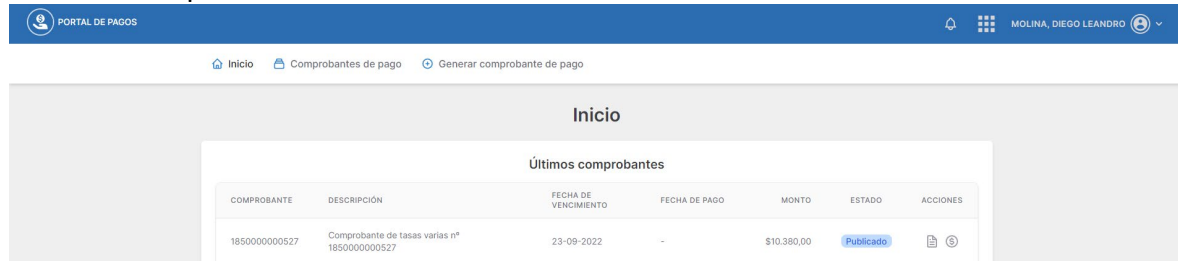 PORTAL DE PAGOS
MOLINA, DIEGO LEANDRO
Inicio Comprobantes de pago Generar comprobante de pago
Inicio
Últimos comprobantes
COMPROBANTE DESCRIPCIÓN FECHA DE VENCIMIENTO FECHA DE PAGO MONTO ESTADO ACCIONES
1850000000527 Comprobante de tasas varias nº 1850000000527 23-09-2022 - $10.380,00 Publicado